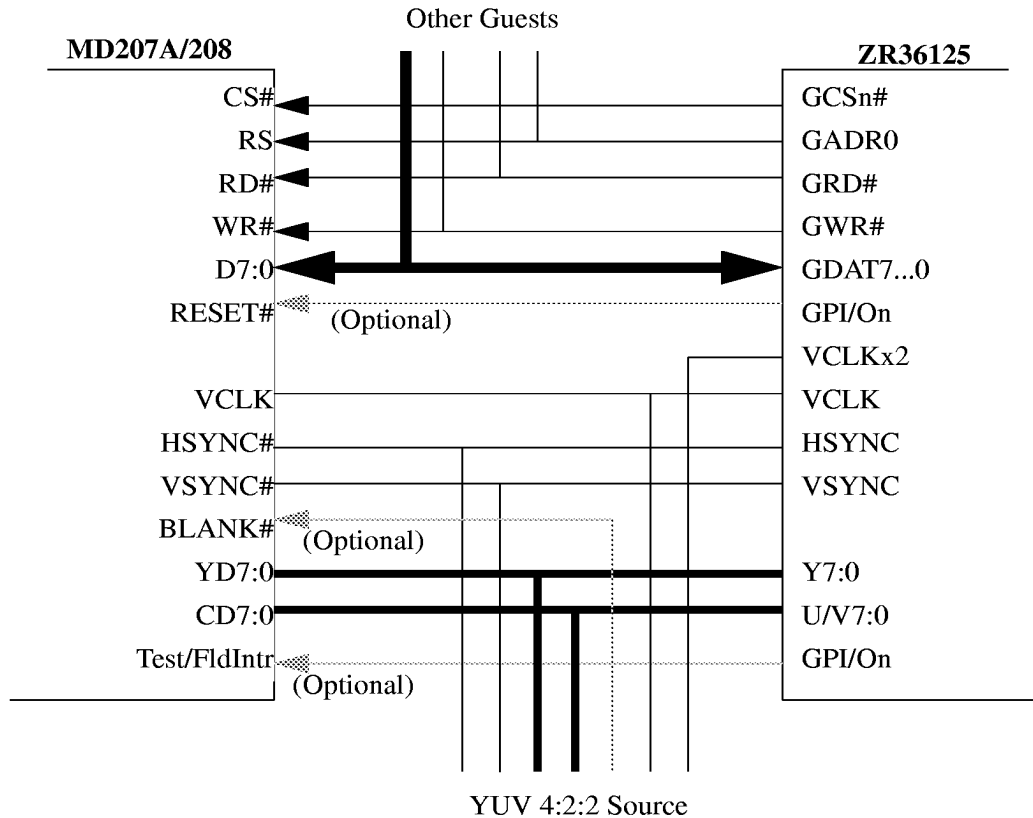 Other Guests
MD207A/208
ZR36125
CS#
GCSn#
RS
GADR0
RD#
GRD#
WR#
GWR#
D7:0
GDAT7...0
RESET#
(Optional)
GPI/On
VCLKx2
VCLK
VCLK
HSYNC#
HSYNC
VSYNC#
VSYNC
BLANK#
(Optional)
YD7:0
Y7:0
CD7:0
U/V7:0
Test/FldIntr
(Optional)
GPI/On
YUV 4:2:2 Source